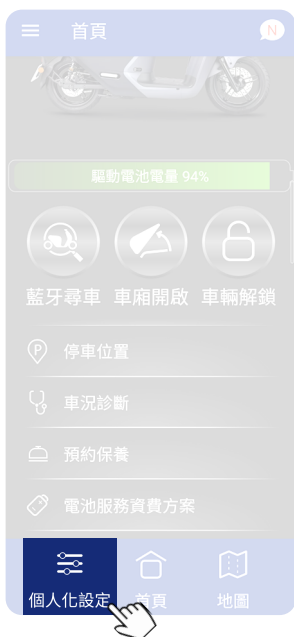 首頁
N
驅動電池電量 94%
藍牙尋車 車廂開啟 車輛解鎖
P 停車位置
車況診斷
預約保養
電池服務資費方案
個人化設定 首頁 地圖